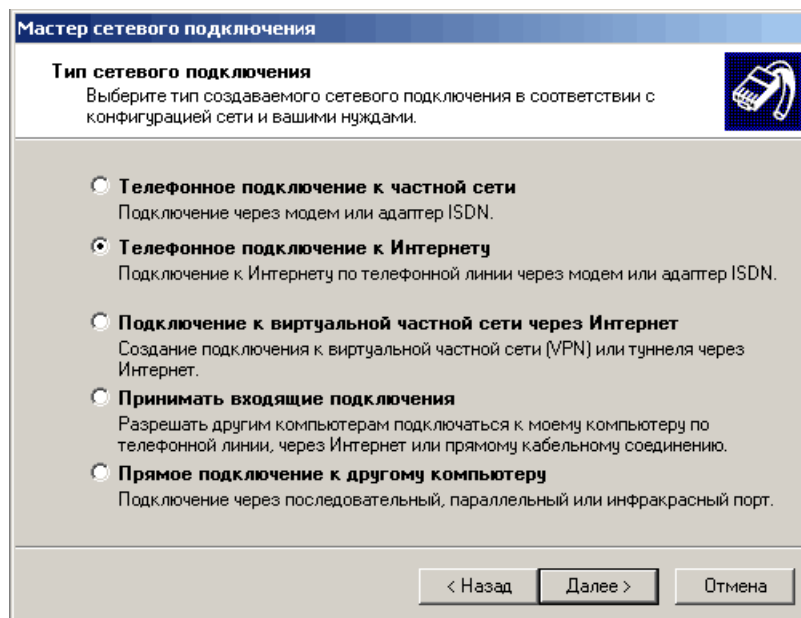 Мастер сетевого подключения
Тип сетевого подключения
Выберите тип создаваемого сетевого подключения в соответствии с
конфигурацией сети и вашими нуждами.
Телефонное подключение к частной сети
Подключение через модем или адаптер ISDN.
Телефонное подключение к Интернету
Подключение к Интернету по телефонной линии через модем или адаптер ISDN.
Подключение к виртуальной частной сети через Интернет
Создание подключения к виртуальной частной сети (VPN) или туннеля через
Интернет.
Принимать входящие подключения
Разрешать другим компьютерам подключаться к моему компьютеру по
телефонной линии, через Интернет или прямому кабельному соединению.
Прямое подключение к другому компьютеру
Подключение через последовательный, параллельный или инфракрасный порт.
< Назад Далее > Отмена